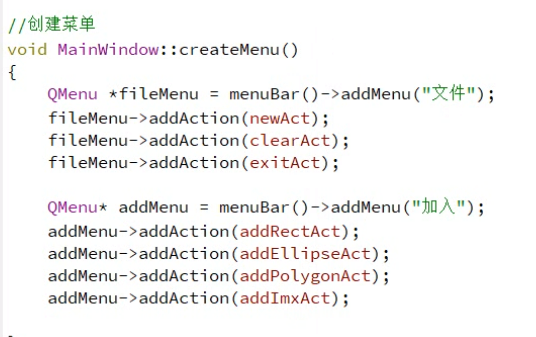 //创建菜单
void MainWindow::createMenu()
{
    QMenu *fileMenu = menuBar()->addMenu("文件");
    fileMenu->addAction(newAct);
    fileMenu->addAction(clearAct);
    fileMenu->addAction(exitAct);

    QMenu* addMenu = menuBar()->addMenu("加入");
    addMenu->addAction(addRectAct);
    addMenu->addAction(addEllipseAct);
    addMenu->addAction(addPolygonAct);
    addMenu->addAction(addImxAct);